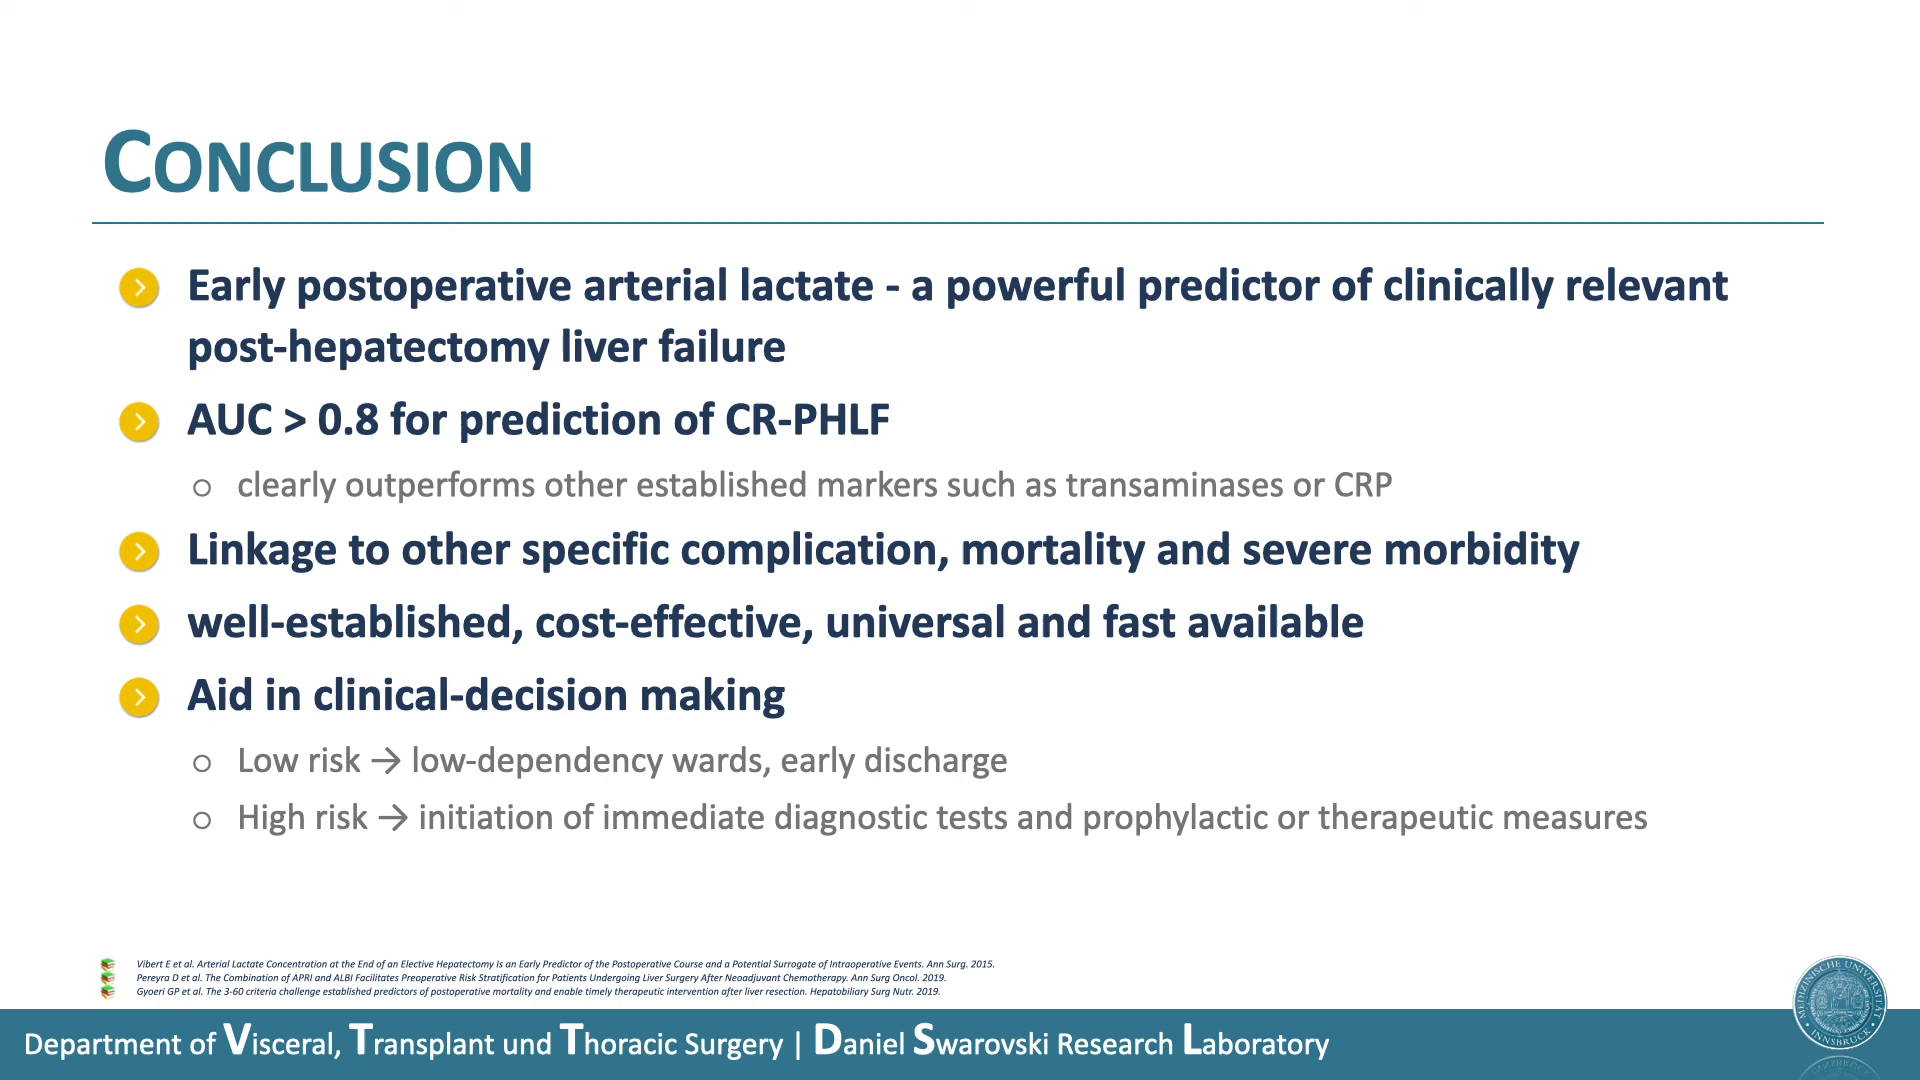 CONCLUSION
Early postoperative arterial lactate - a powerful predictor of clinically relevant
post-hepatectomy liver failure
AUC > 0.8 for prediction of CR-PHLF
clearly outperforms other established markers such as transaminases or CRP
Linkage to other specific complication, mortality and severe morbidity
well-established, cost-effective, universal and fast available
Aid in clinical-decision making
Low risk → low-dependency wards, early discharge
High risk → initiation of immediate diagnostic tests and prophylactic or therapeutic measures
Vibert E et al. Arterial Lactate Concentration at the End of an Elective Hepatectomy Is an Early Predictor of the Postoperative Course and a Potential Surrogate of Intraoperative Events. Ann Surg. 2015.
Pereyra D et al. The Combination of APRI and ALBI Facilitates Preoperative Risk Stratification for Patients Undergoing Liver Surgery After Neoadjuvant Chemotherapy. Ann Surg Oncol. 2019.
Gyoeri GP et al. The 3-60 criteria challenge established predictors of postoperative mortality and enable timely therapeutic intervention after liver resection. Hepatobiliary Surg Nutr. 2019.
MEDIZINISCHE UNIVERSITÄT
INNSBRUCK
Department of Visceral, Transplant und Thoracic Surgery | Daniel Swarovski Research Laboratory